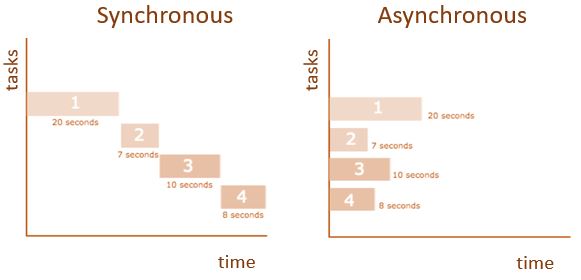 Synchronous
tasks
1
20 seconds
2
7 seconds
3
10 seconds
4
8 seconds
time
Asynchronous
tasks
1
20 seconds
2
7 seconds
3
10 seconds
4
8 seconds
time